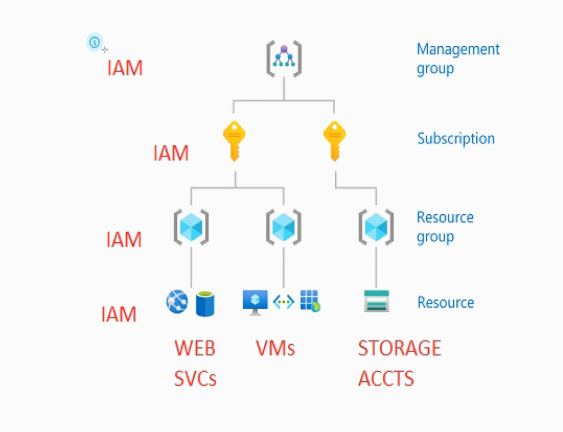 Management
group
IAM
Subscription
IAM
Resource
group
IAM
Resource
IAM
WEB
SVCs
VMs
STORAGE
ACCTS